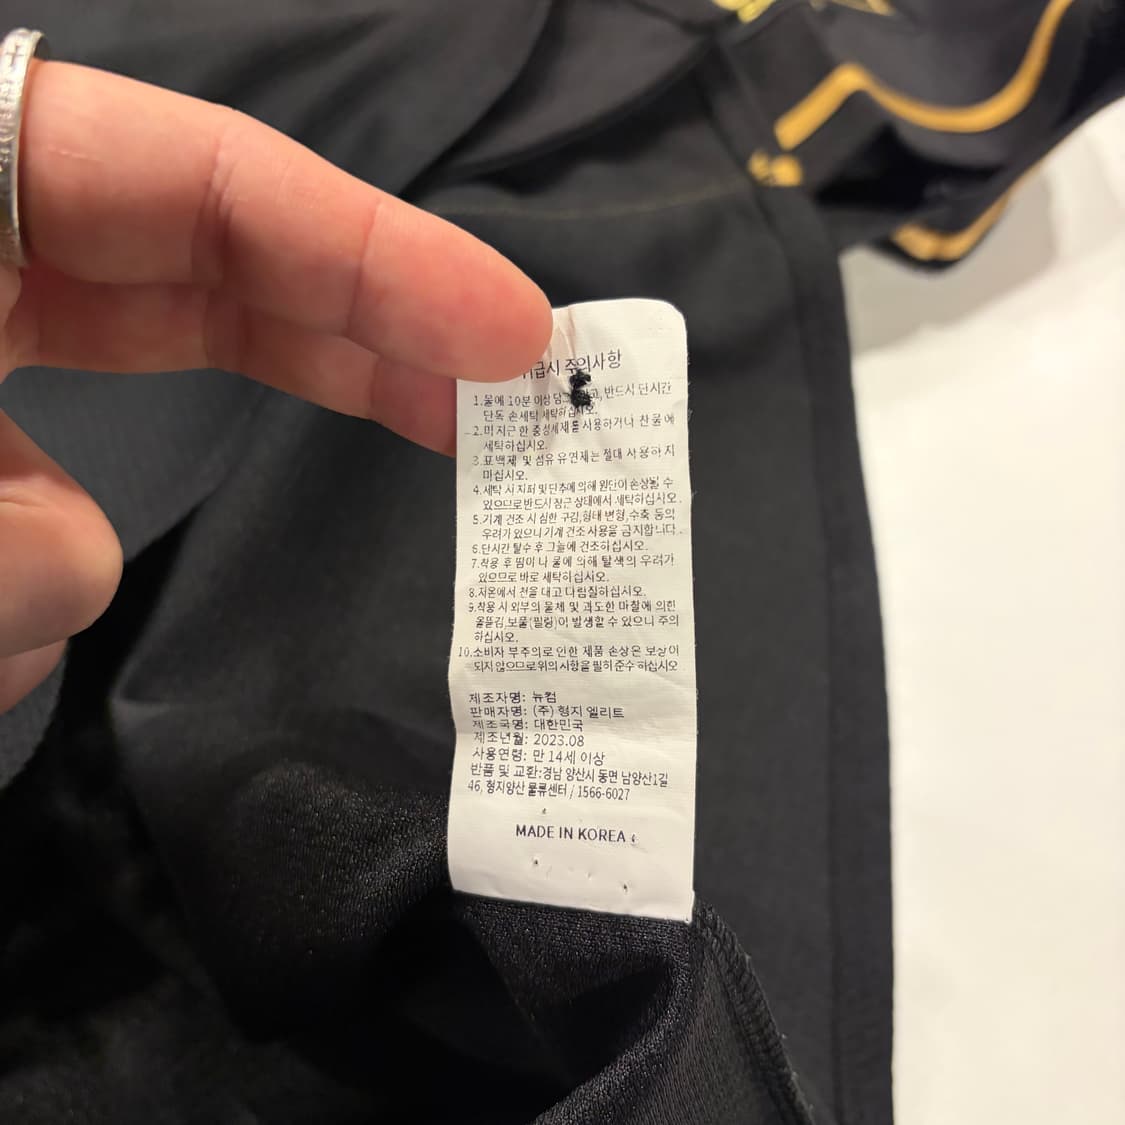 급시 주의사항
1.물에 10분 이상 담그 고, 반드시 단시간
단독 손세탁 세탁하십시오.
2.미지근한 중성세제를 사용하거나 찬물에
세탁하십시오.
3.표백제 및 섬유 유연제는 절대 사용하지
마십시오.
4.세탁 시 지퍼 및 단추에 의해 원단이 손상될 수
있으므로 반드시 잠근 상태에서 세탁하십시오.
5.기계 건조 시 심한 구김,형태 변형,수축 등의
우려가 있으니 기계 건조 사용을 금지합니다.
6.단시간 탈수 후 그늘에 건조하십시오.
7.착용 후 땀이나 물에 의해 탈색의 우려가
있으므로 바로 세탁하십시오.
8.저온에서 천을 대고 다림질하십시오.
9.착용 시 외부의 물체 및 과도한 마찰에 의한
올뜯김,보풀(필링)이 발생할 수 있으니 주의
하십시오.
10.소비자 부주의로 인한 제품 손상은 보상이
되지 않으므로 위의 사항을 필히 준수 하십시오
제조자명: 뉴컴
판매자명: (주) 형지 엘리트
제조국명: 대한민국
제조년월: 2023.08
사용연령: 만 14세 이상
반품 및 교환:경남 양산시 동면 남양산1길
46, 형지양산 물류센터 / 1566-6027
MADE IN KOREA